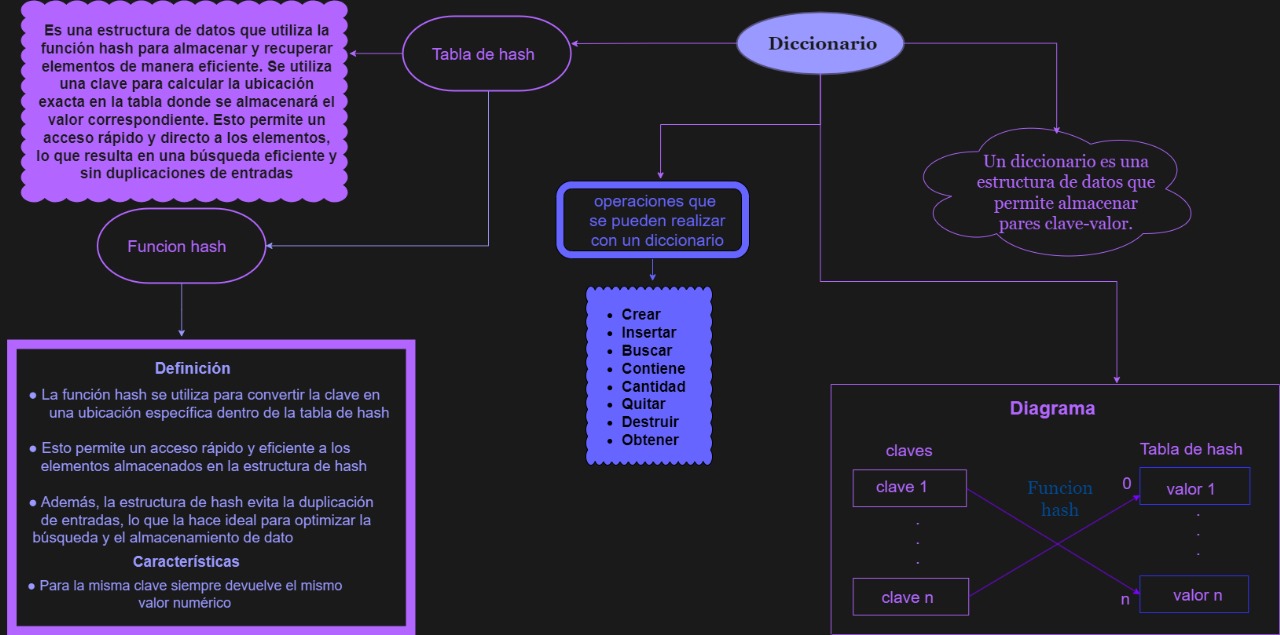 Diccionario
Tabla de hash
Es una estructura de datos que utiliza la
función hash para almacenar y recuperar
elementos de manera eficiente. Se utiliza
una clave para calcular la ubicación
exacta en la tabla donde se almacenará el
valor correspondiente. Esto permite un
acceso rápido y directo a los elementos,
lo que resulta en una búsqueda eficiente y
sin duplicaciones de entradas
Funcion hash
Definición
● La función hash se utiliza para convertir la clave en
una ubicación específica dentro de la tabla de hash
● Esto permite un acceso rápido y eficiente a los
elementos almacenados en la estructura de hash
● Además, la estructura de hash evita la duplicación
de entradas, lo que la hace ideal para optimizar la
búsqueda y el almacenamiento de dato
Características
● Para la misma clave siempre devuelve el mismo
valor numérico
operaciones que
se pueden realizar
con un diccionario
• Crear
• Insertar
• Buscar
• Contiene
• Cantidad
• Quitar
• Destruir
• Obtener
Un diccionario es una
estructura de datos que
permite almacenar
pares clave-valor.
Diagrama
claves
clave 1
.
.
.
clave n
Funcion
hash
Tabla de hash
0
valor 1
.
.
.
n
valor n